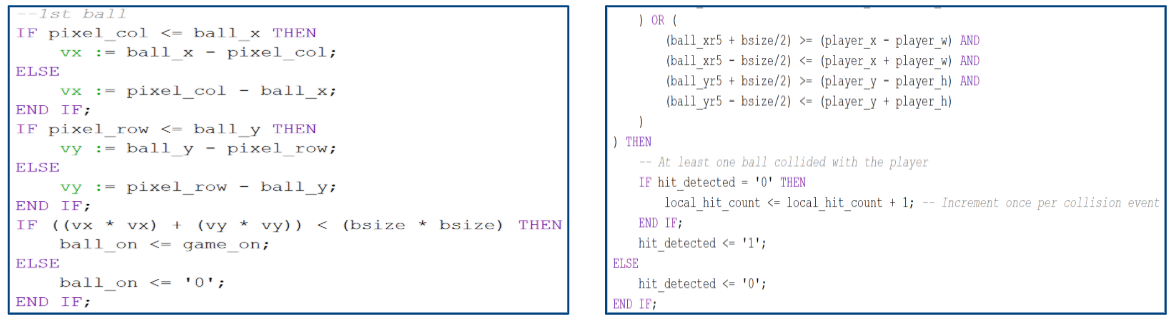 --1st ball
IF pixel_col <= ball_x THEN
vx := ball_x - pixel_col;
ELSE
vx := pixel_col - ball_x;
END IF;
IF pixel_row <= ball_y THEN
vy := ball_y - pixel_row;
ELSE
vy := pixel_row - ball_y;
END IF;
IF ((vx * vx) + (vy * vy)) < (bsize * bsize) THEN
ball_on <= game_on;
ELSE
ball_on <= '0';
END IF;
) OR (
(ball_xr5 + bsize/2) >= (player_x - player_w) AND
(ball_xr5 - bsize/2) <= (player_x + player_w) AND
(ball_yr5 + bsize/2) >= (player_y - player_h) AND
(ball_yr5 - bsize/2) <= (player_y + player_h)
)
) THEN
-- At least one ball collided with the player
IF hit_detected = '0' THEN
local_hit_count <= local_hit_count + 1; -- Increment once per collision event
END IF;
hit_detected <= '1';
ELSE
hit_detected <= '0';
END IF;